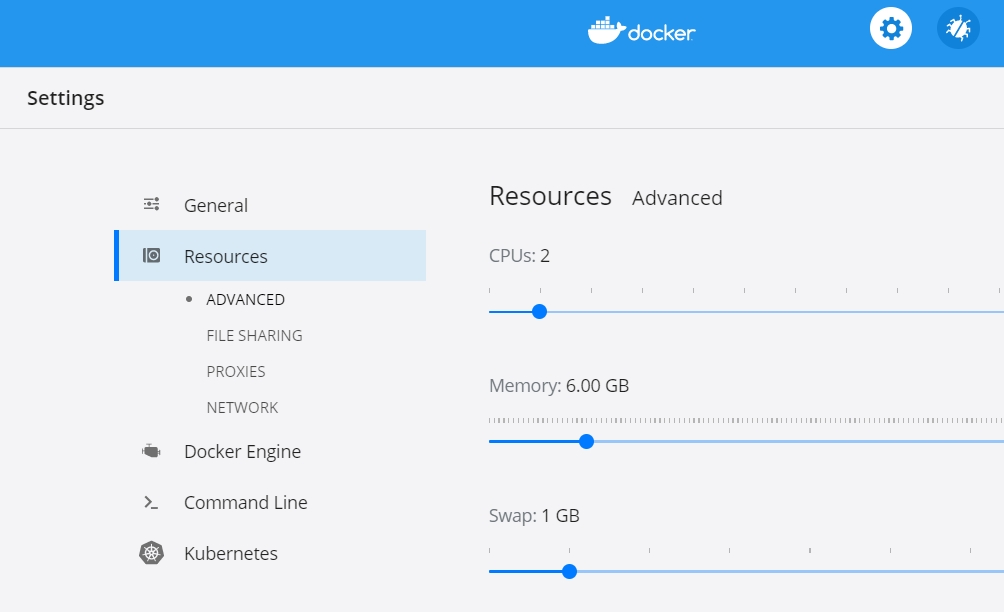 docker
Settings
General
Resources
ADVANCED
FILE SHARING
PROXIES
NETWORK
Docker Engine
Command Line
Kubernetes
Resources Advanced
CPUs: 2
Memory: 6.00 GB
Swap: 1 GB